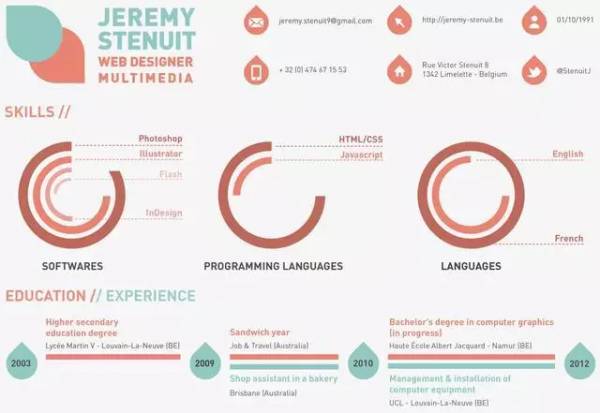 JEREMY
STENUIT
WEB DESIGNER
MULTIMEDIA
jeremy.stenuit9@gmail.com
http://jeremy-stenuit.be
01/10/1991
+ 32 (0) 474 67 15 53
Rue Victor Stenuit 8
1342 Limelette - Belgium
@StenuitJ
SKILLS //
Photoshop
Illustrator
Flash
InDesign
SOFTWARES
HTML/CSS
Javascript
PROGRAMMING LANGUAGES
English
French
LANGUAGES
EDUCATION // EXPERIENCE
2003
Higher secondary
education degree
Lycée Martin V - Louvain-La-Neuve (BE)
2009
Sandwich year
Job & Travel (Australia)
Shop assistant in a bakery
Brisbane (Australia)
2010
Bachelor's degree in computer graphics
(in progress)
Haute École Albert Jacquard - Namur (BE)
Management & installation of
computer equipment
UCL - Louvain-La-Neuve (BE)
2012